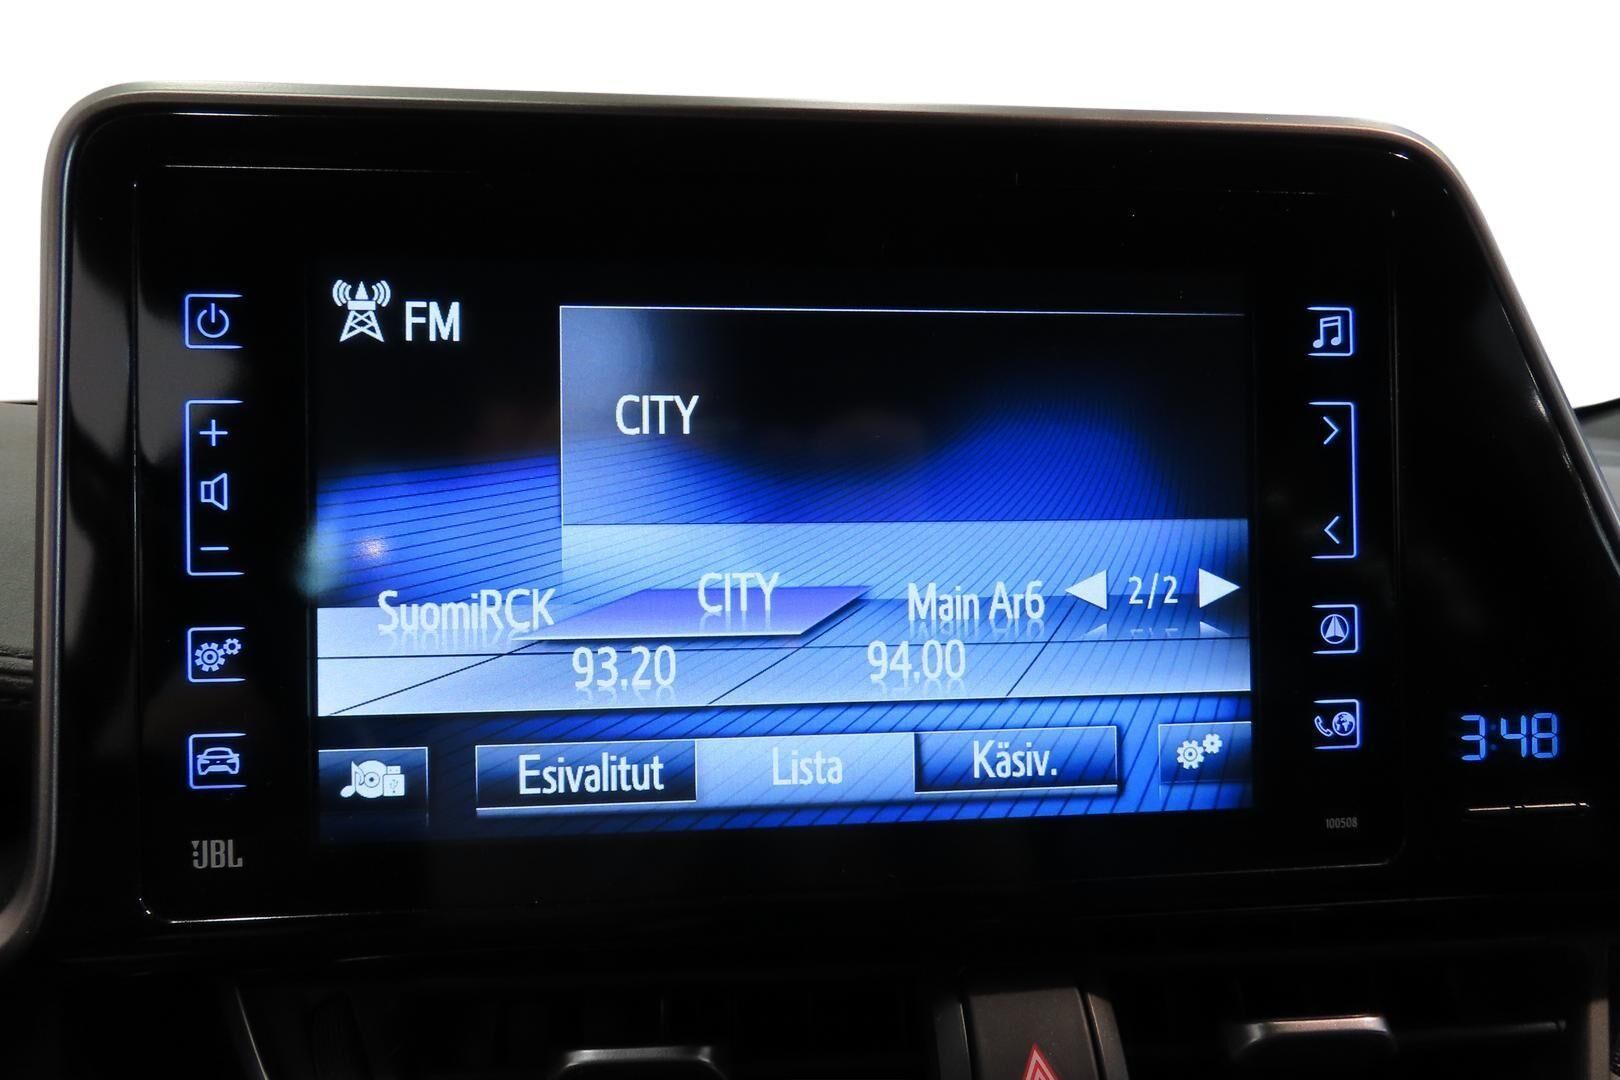 FM
CITY
SuomiRCK CITY Main Ar6 2/2
93.20 94.00
Esivalitut Lista Käsiv.
3:48
100508
JBL